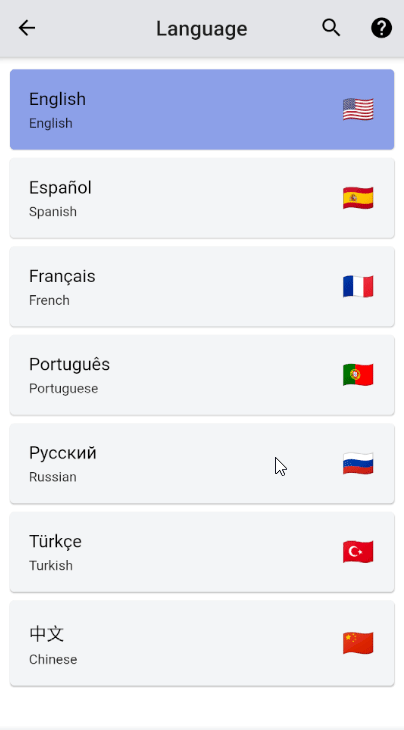 Language
English
English
Español
Spanish
Français
French
Português
Portuguese
Русский
Russian
Türkçe
Turkish
中文
Chinese